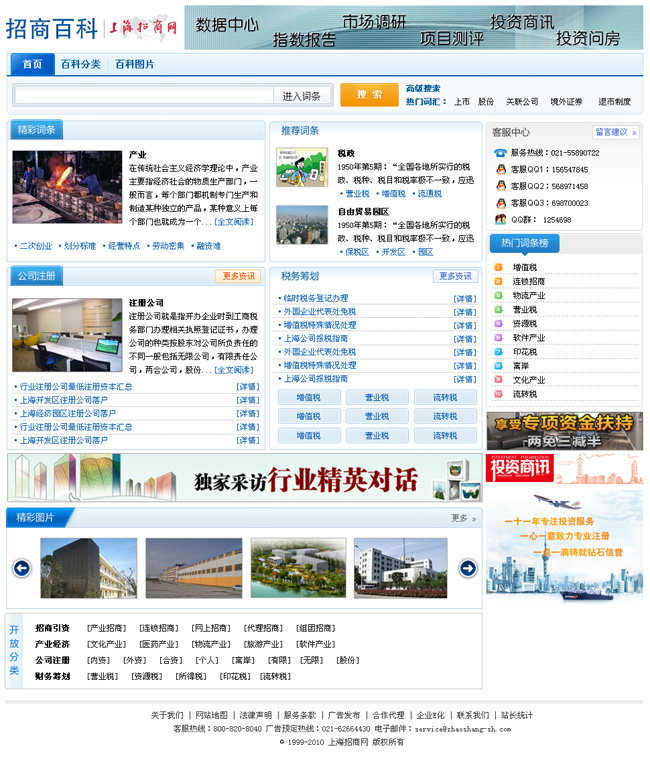 招商百科 上海招商网
数据中心 指数报告 市场调研 项目测评 投资商讯 投资问房
首页 百科分类 百科图片
进入词条 搜 索 高级搜索
热门词汇： 上市 股份 关联公司 境外证券 退市制度
精彩词条
产业
在传统社会主义经济学理论中，产业
主要指经济社会的物质生产部门，一
般而言，每个部门都机制专门生产和
制造某种独立的产品，某种意义上每
个部门也就成为一个... [全文阅读]
• 二次创业 • 划分标准 • 经营特点 • 劳动密集 • 融资难
推荐词条
税政
1950年第5期：“全国各地所实行的税
政、税种、税目和税率极不一致，应迅
• 营业税 • 增值税 • 流通税
自由贸易园区
1950年第5期：“全国各地所实行的税
政、税种、税目和税率极不一致，应迅
• 保税区 • 开发区 • 园区
客服中心 留言建议 »
服务热线：021-55890722
客服QQ1：156547845
客服QQ2：568971458
客服QQ3：698700023
QQ群： 1254698
热门词条榜
增值税
连锁招商
物流产业
营业税
资源税
软件产业
印花税
离岸
文化产业
流转税
公司注册 更多资讯
注册公司
注册公司就是指开办企业时到工商税
务部门办理相关执照登记证书，办理
公司的种类按股东对公司所负责任的
不同一般包括无限公司，有限责任公
司，两合公司，股份... [全文阅读]
• 行业注册公司最低注册资本汇总 [详情]
• 上海开发区注册公司落户 [详情]
• 上海经济园区注册公司落户 [详情]
• 行业注册公司最低注册资本汇总 [详情]
• 上海开发区注册公司落户 [详情]
税务筹划 更多资讯
• 临时税务登记办理 [详情]
• 外国企业代表处免税 [详情]
• 增值税特殊情况处理 [详情]
• 上海公司报税指南 [详情]
• 外国企业代表处免税 [详情]
• 增值税特殊情况处理 [详情]
• 上海公司报税指南 [详情]
增值税 营业税 流转税
增值税 营业税 流转税
增值税 营业税 流转税
享受专项资金扶持
两免三减半
独家采访行业精英对话
INVESTMENT INFORMATION
投资商讯
一十一年专注投资服务
一心一意致力专业注册
一点一滴铸就钻石信誉
精彩图片 更多 »
开放分类
招商引资 [产业招商] [连锁招商] [网上招商] [代理招商] [组团招商]
产业经济 [文化产业] [医药产业] [物流产业] [旅游产业] [软件产业]
公司注册 [内资] [外资] [合资] [个人] [离岸] [有限] [无限] [股份]
财务筹划 [营业税] [资源税] [所得税] [印花税] [流转税]
关于我们 | 网站地图 | 法律声明 | 服务条款 | 广告发布 | 合作代理 | 企业E化 | 联系我们 | 站长统计
客服热线：800-820-8040 广告预定热线：021-62664430 电子邮件：service@zhaoshang-sh.com
© 1999-2010 上海招商网 版权所有